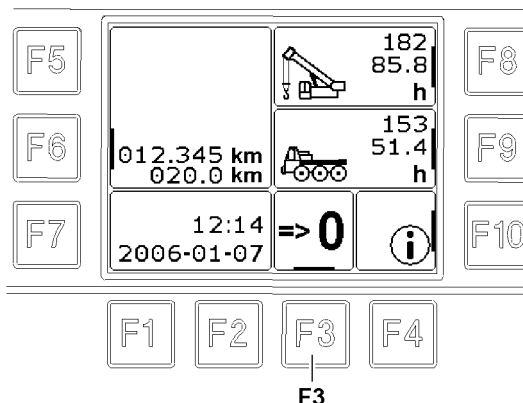 F5
F6
F7
182
85.8
h
153
51.4
h
012.345 km
020.0 km
12:14
2006-01-07
=> 0
i
F8
F9
F10
F1
F2
F3
F4
F3